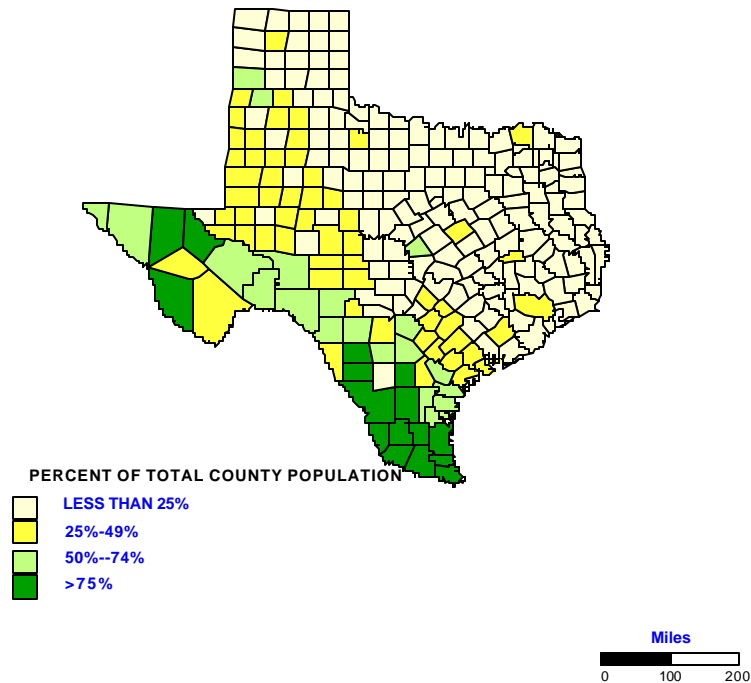 PERCENT OF TOTAL COUNTY POPULATION
LESS THAN 25%
25%-49%
50%--74%
>75%
Miles
0 100 200